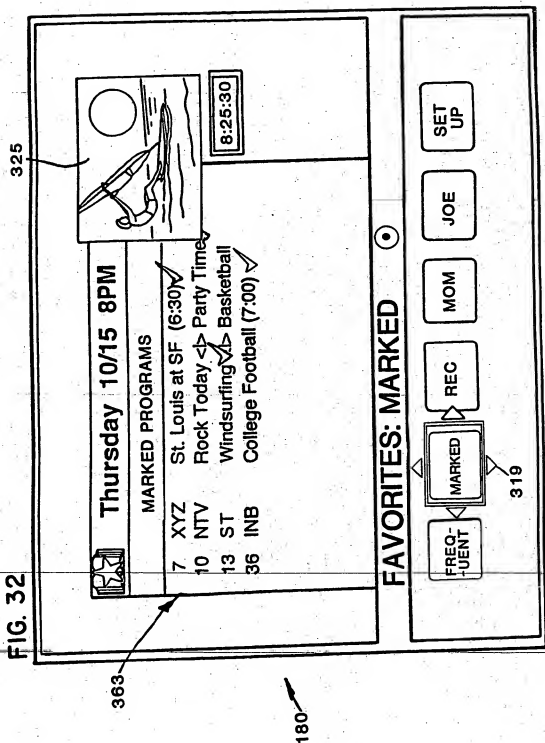 FIG. 32
325
Thursday 10/15 8PM
MARKED PROGRAMS
8:25:30
7 XYZ St. Louis at SF (6:30)
10 NTV Rock Today <|> Party Time
13 ST Windsurfing <|> Basketball
36 INB College Football (7:00)
363
180
FAVORITES: MARKED
FREQ-
-UENT
MARKED
REC
MOM
JOE
SET
UP
319